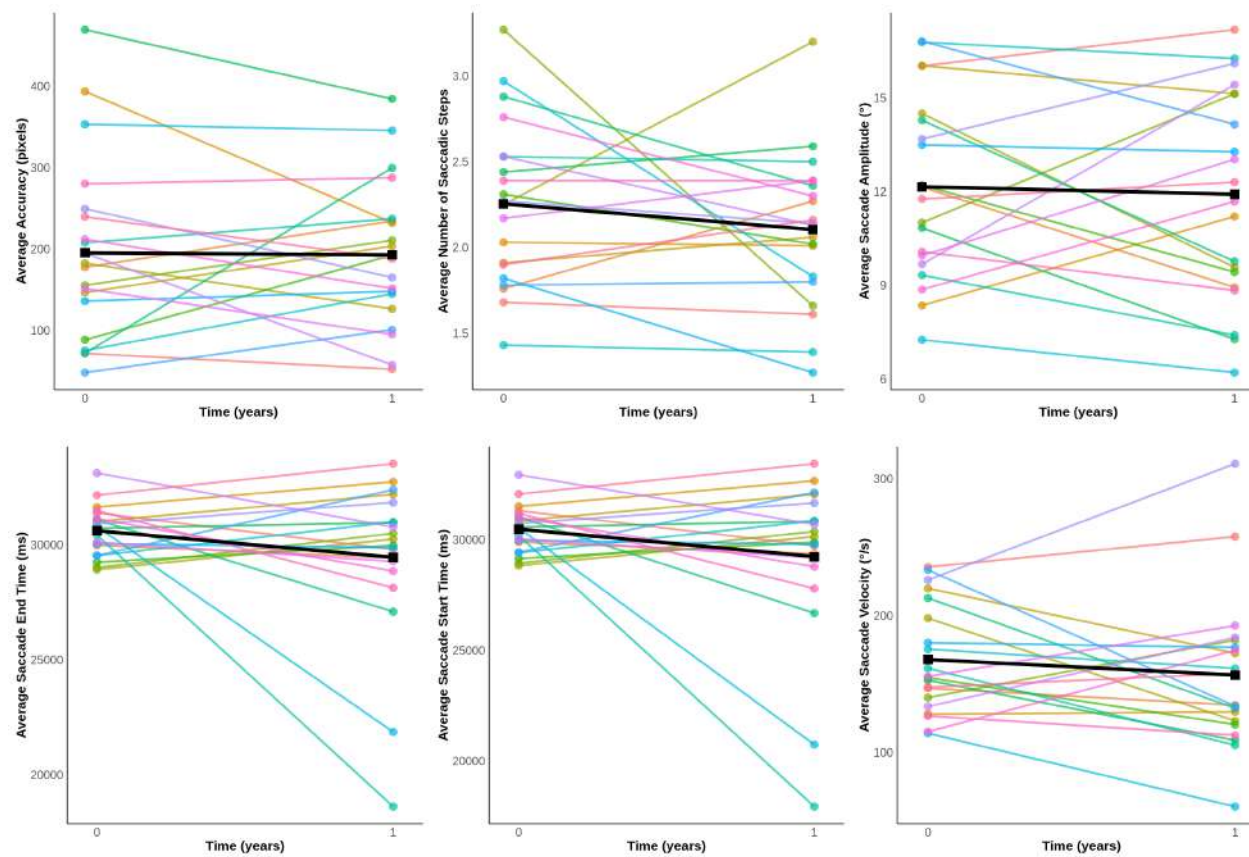 Average Accuracy (pixels)
400
300
200
100
0
1
Time (years)
Average Number of Saccadic Steps
3.0
2.5
2.0
1.5
0
1
Time (years)
Average Saccade Amplitude (°)
15
12
9
6
0
1
Time (years)
Average Saccade End Time (ms)
30000
25000
20000
0
1
Time (years)
Average Saccade Start Time (ms)
30000
25000
20000
0
1
Time (years)
Average Saccade Velocity (°/s)
300
200
100
0
1
Time (years)